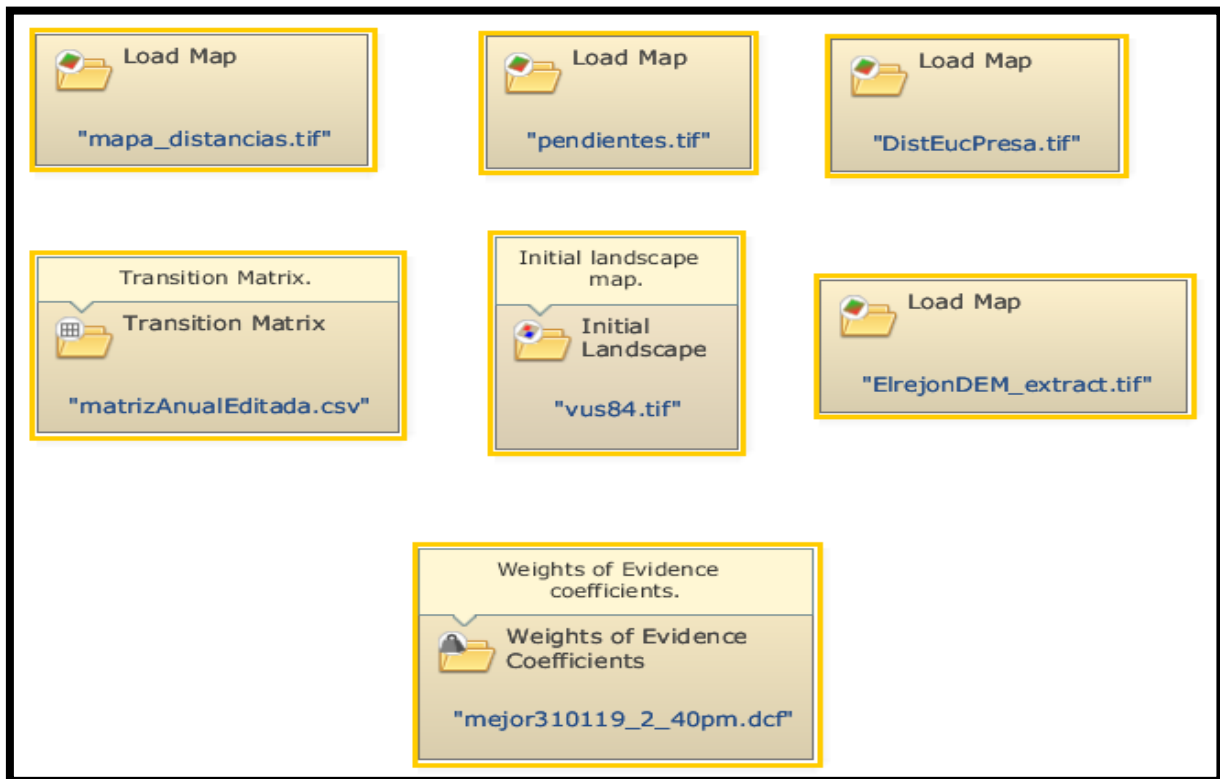 Load Map
"mapa_distancias.tif"
Load Map
"pendientes.tif"
Load Map
"DistEucPresa.tif"
Transition Matrix.
Transition Matrix
"matrizAnualEditada.csv"
Initial landscape
map.
Initial
Landscape
"vus84.tif"
Load Map
"ElrejonDEM_extract.tif"
Weights of Evidence
coefficients.
Weights of Evidence
Coefficients
"mejor310119_2_40pm.dcf"